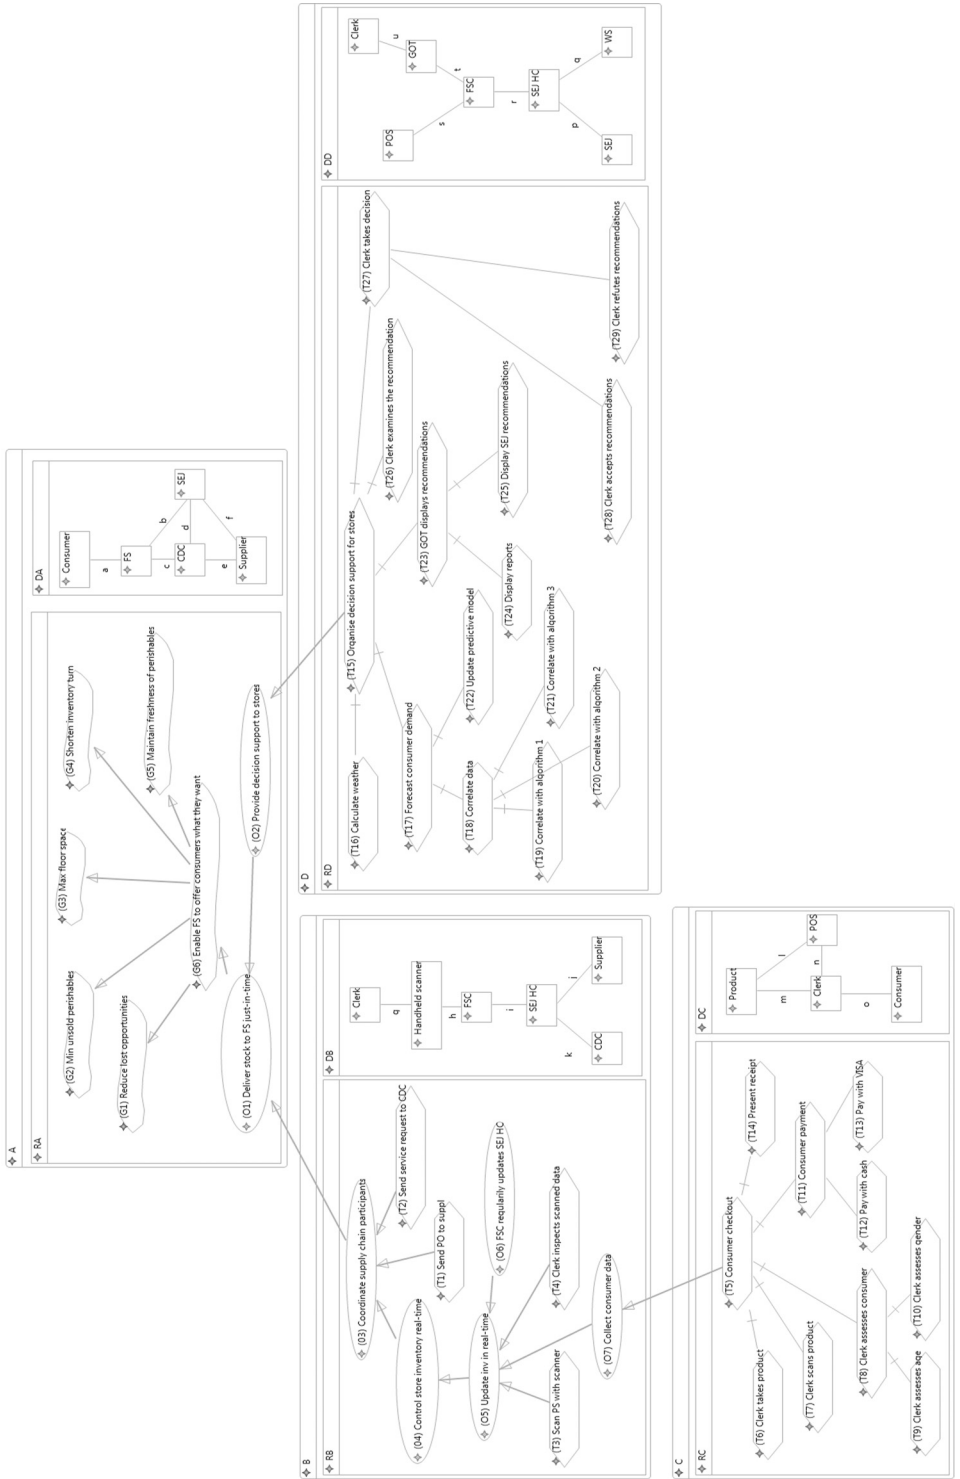 A
RA
(G2) Min unsold perishables
(G3) Max floor space
(G4) Shorten inventory turn
(G1) Reduce lost opportunities
(G5) Maintain freshness of perishables
(G6) Enable FS to offer consumers what they want
(O1) Deliver stock to FS just-in-time
(O2) Provide decision support to stores
DA
Consumer
a
FS
b
c
CDC
d
SEJ
e
f
Supplier
B
RB
(03) Coordinate supply chain participants
(04) Control store inventory real-time
(T1) Send PO to suppl
(T2) Send service request to CDC
(O5) Update inv in real-time
(O6) FSC regularily updates SEJ HC
(T3) Scan PS with scanner
(O7) Collect consumer data
(T4) Clerk inspects scanned data
DB
Clerk
g
Handheld scanner
h
FSC
i
SEJ HC
k
j
CDC
Supplier
D
RD
(T15) Organise decision support for stores
(T27) Clerk takes decision
(T16) Calculate weather
(T26) Clerk examines the recommendation
(T17) Forecast consumer demand
(T23) GOT displays recommendations
(T18) Correlate data
(T22) Update predictive model
(T24) Display reports
(T25) Display SEJ recommendations
(T19) Correlate with algorithm 1
(T21) Correlate with algorithm 3
(T20) Correlate with algorithm 2
(T28) Clerk accepts recommendations
(T29) Clerk refutes recommendations
DD
POS
Clerk
u
GOT
s
t
FSC
r
SEJ HC
p
q
SEJ
WS
C
RC
(T5) Consumer checkout
(T6) Clerk takes product
(T14) Present receipt
(T7) Clerk scans product
(T11) Consumer payment
(T8) Clerk assesses consumer
(T12) Pay with cash
(T13) Pay with VISA
(T9) Clerk assesses age
(T10) Clerk assesses gender
DC
Product
l
m
Clerk
n
POS
o
Consumer